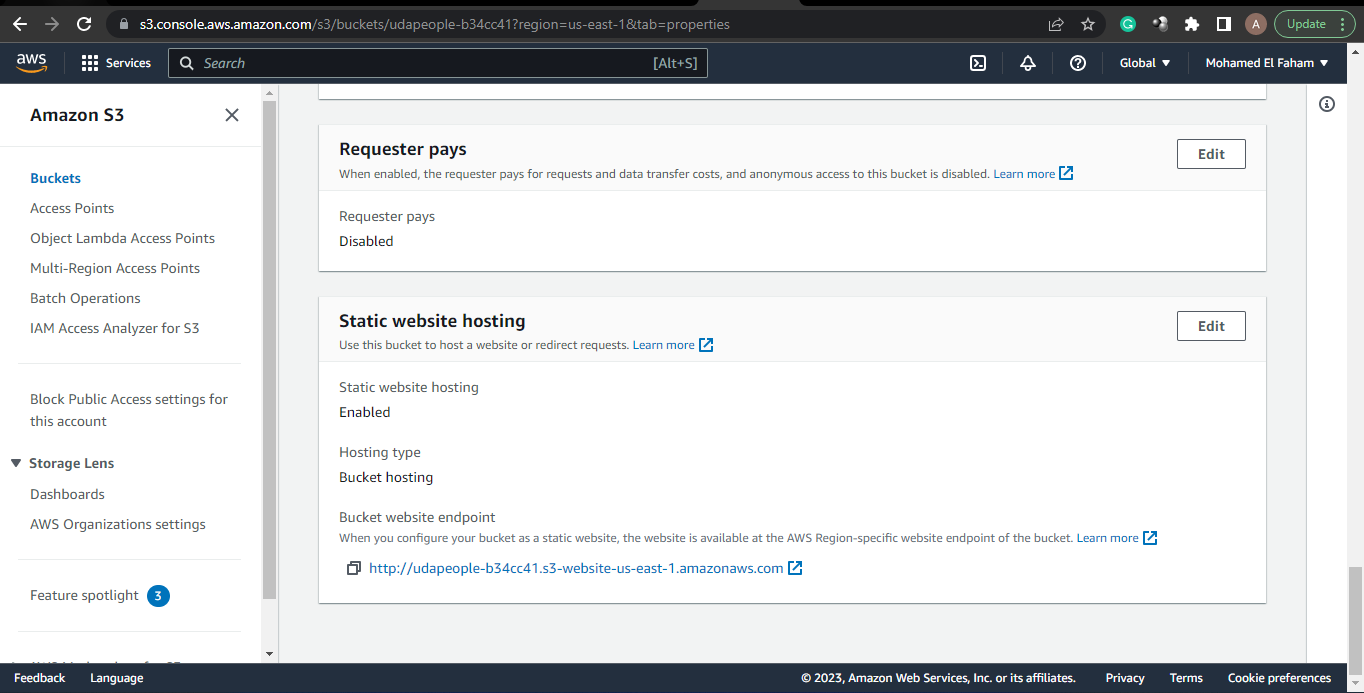 s3.console.aws.amazon.com/s3/buckets/udapeople-b34cc41?region=us-east-1&tab=properties
A
Update
aws
Services
Search
[Alt+S]
Global
Mohamed El Faham
Amazon S3
Buckets
Access Points
Object Lambda Access Points
Multi-Region Access Points
Batch Operations
IAM Access Analyzer for S3
Block Public Access settings for
this account
Storage Lens
Dashboards
AWS Organizations settings
Feature spotlight 3
Requester pays
Edit
When enabled, the requester pays for requests and data transfer costs, and anonymous access to this bucket is disabled. Learn more
Requester pays
Disabled
Static website hosting
Edit
Use this bucket to host a website or redirect requests. Learn more
Static website hosting
Enabled
Hosting type
Bucket hosting
Bucket website endpoint
When you configure your bucket as a static website, the website is available at the AWS Region-specific website endpoint of the bucket. Learn more
http://udapeople-b34cc41.s3-website-us-east-1.amazonaws.com
Feedback
Language
© 2023, Amazon Web Services, Inc. or its affiliates.
Privacy
Terms
Cookie preferences